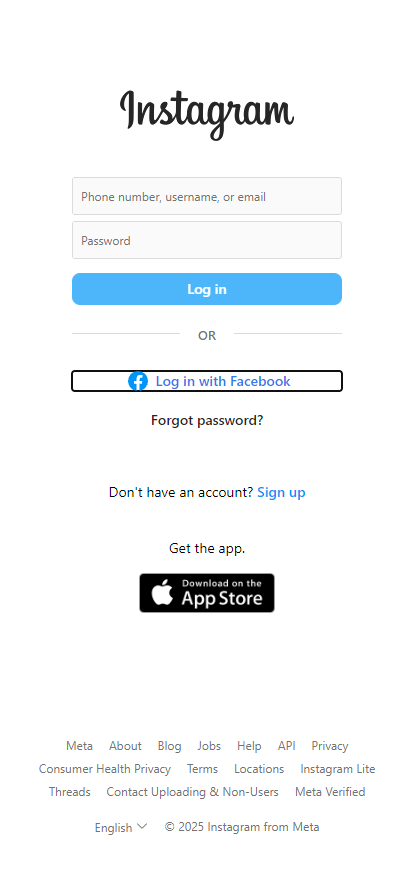 Instagram
Phone number, username, or email
Password
Log in
OR
Log in with Facebook
Forgot password?
Don't have an account? Sign up
Get the app.
Download on the
App Store
Meta About Blog Jobs Help API Privacy
Consumer Health Privacy Terms Locations Instagram Lite
Threads Contact Uploading & Non-Users Meta Verified
English © 2025 Instagram from Meta